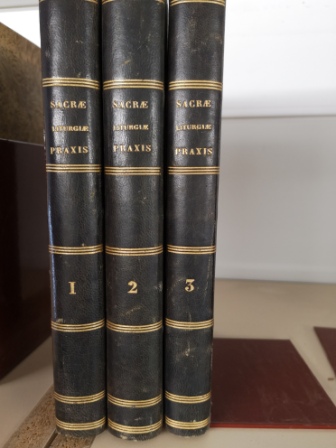 SACRÆ
LITURGIÆ
PRAXIS
1
SACRÆ
LITURGIÆ
PRAXIS
2
SACRÆ
LITURGIÆ
PRAXIS
3